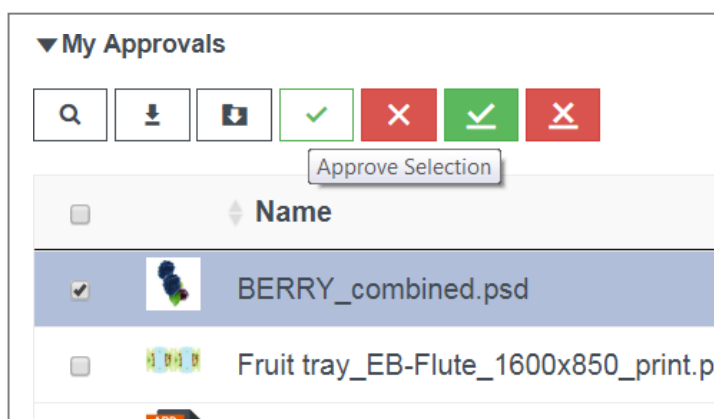 My Approvals
Approve Selection
Name
BERRY_combined.psd
Fruit tray_EB-Flute_1600x850_print.p